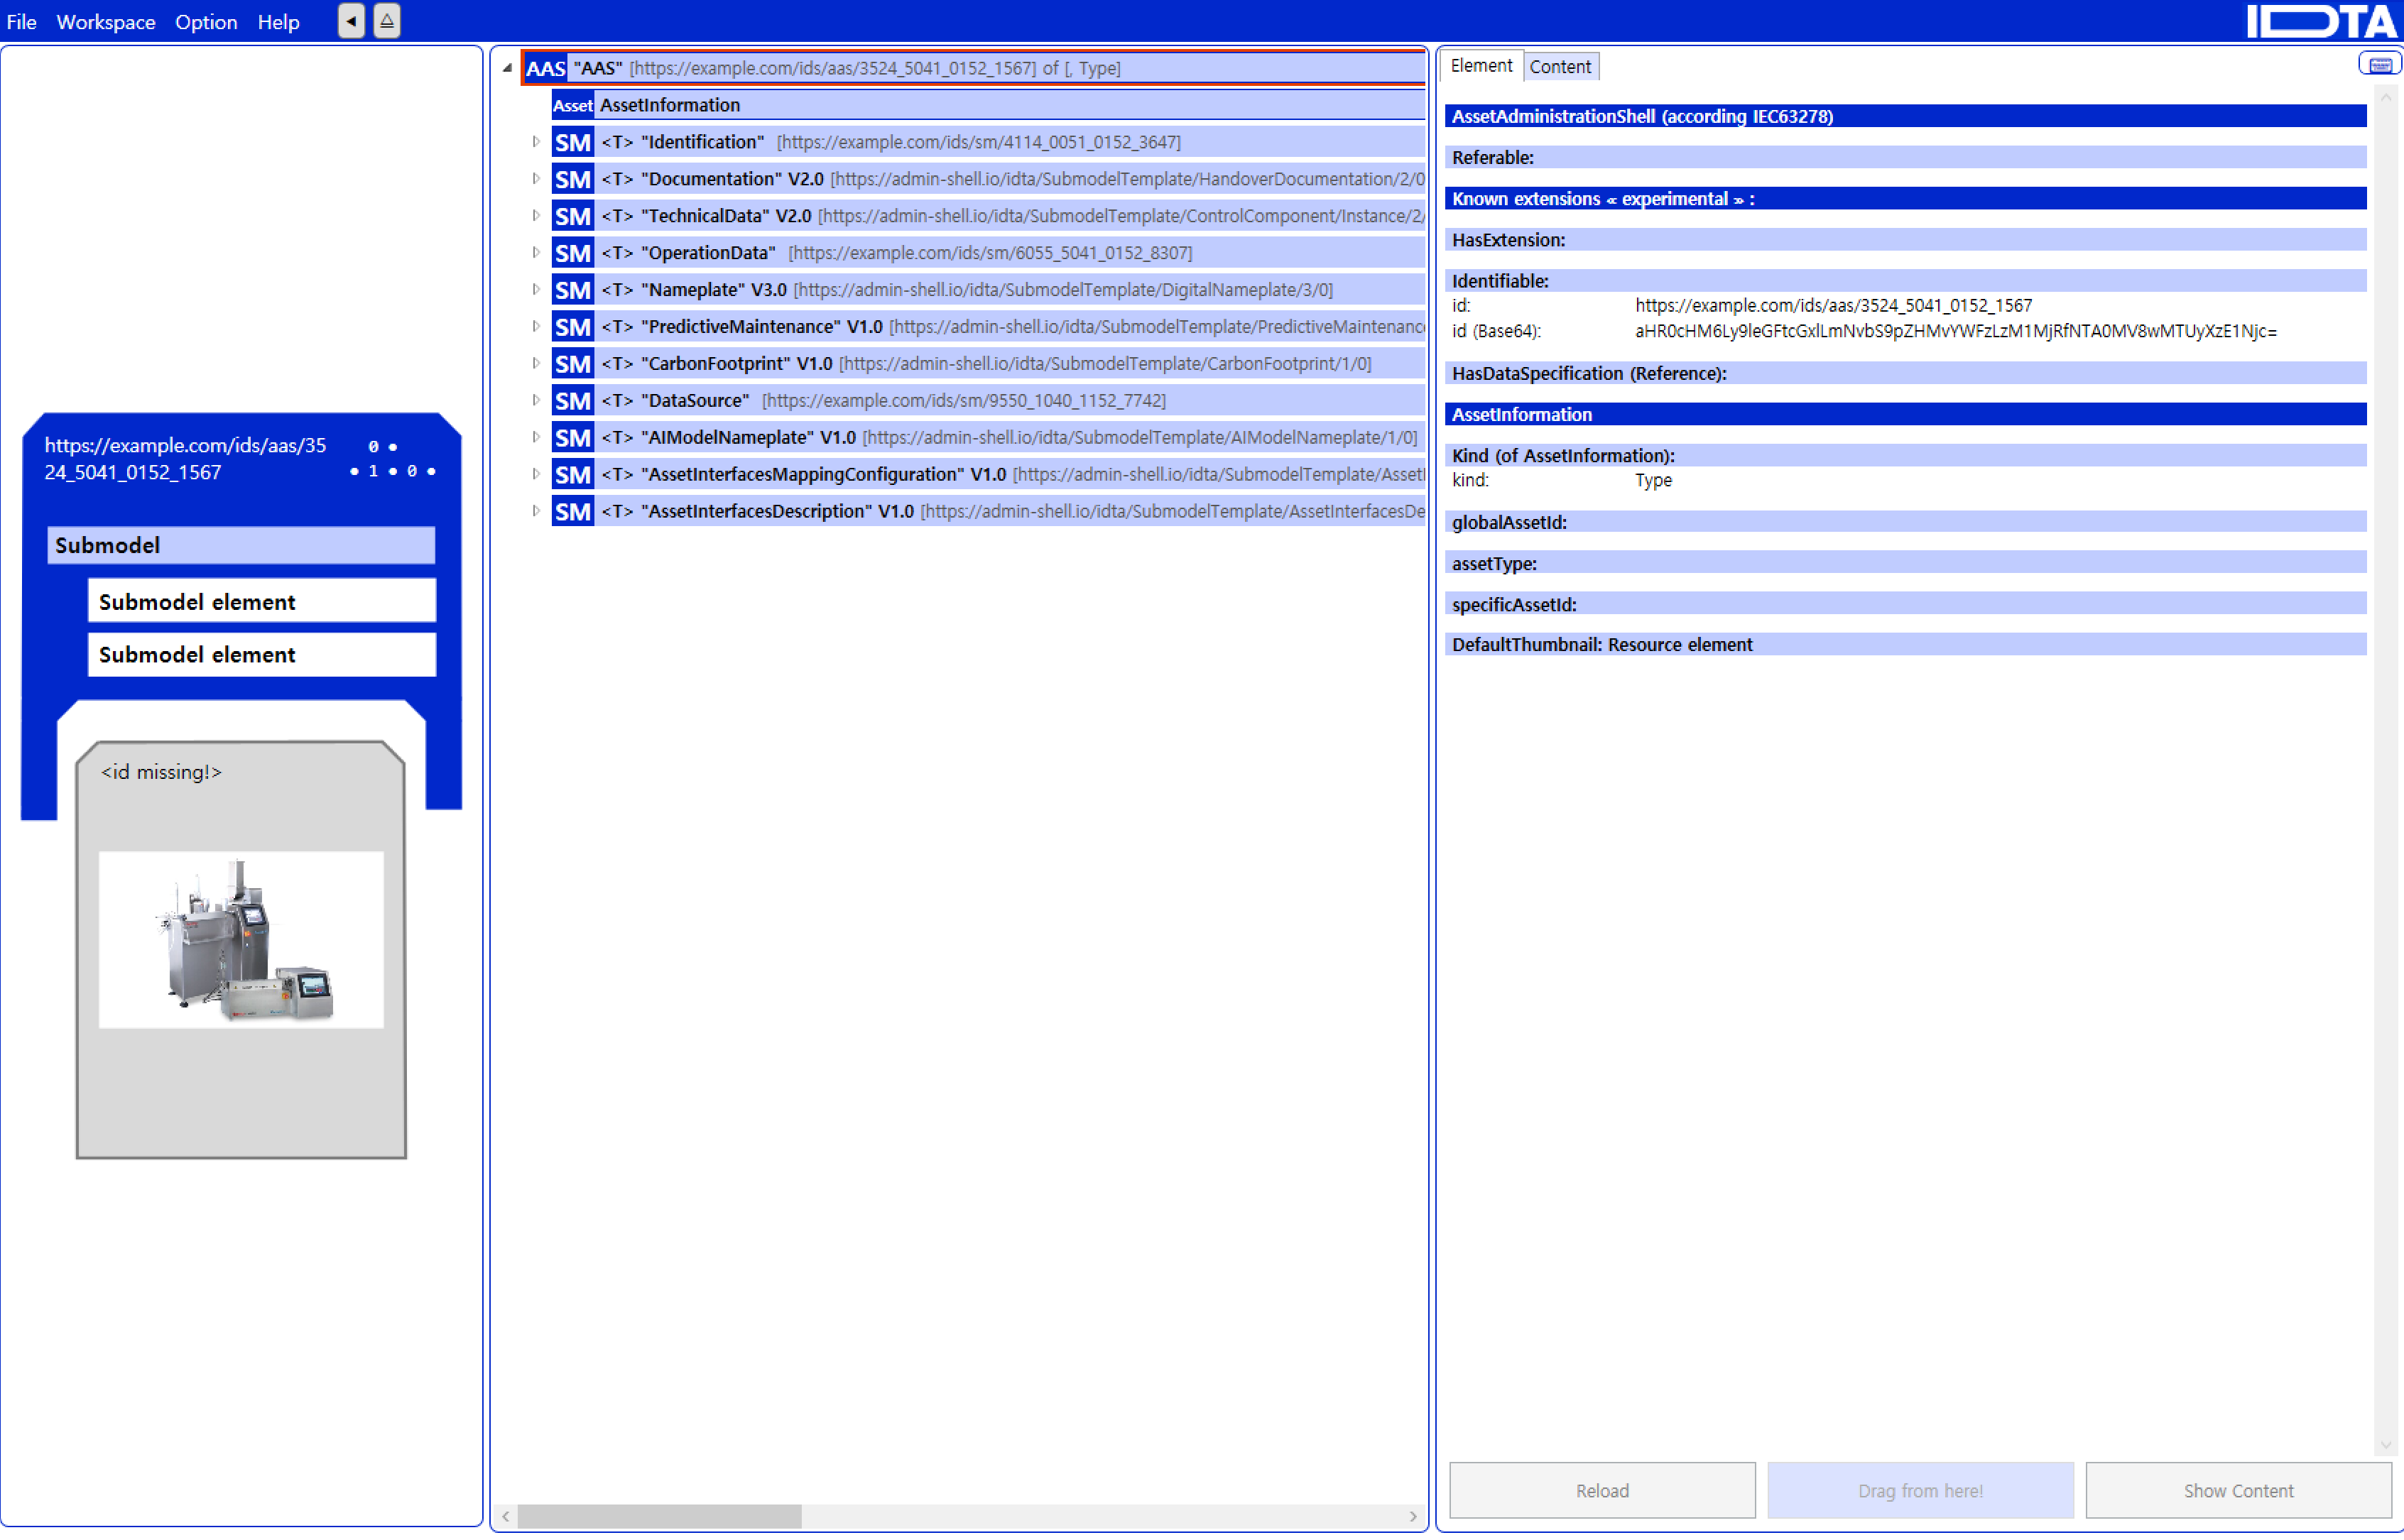 File Workspace Option Help
IDTA
https://example.com/ids/aas/35
24_5041_0152_1567
0
1 0
Submodel
Submodel element
Submodel element
<id missing!>
AAS "AAS" [https://example.com/ids/aas/3524_5041_0152_1567] of [, Type]
Asset AssetInformation
SM <T> "Identification" [https://example.com/ids/sm/4114_0051_0152_3647]
SM <T> "Documentation" V2.0 [https://admin-shell.io/idta/SubmodelTemplate/HandoverDocumentation/2/0
SM <T> "TechnicalData" V2.0 [https://admin-shell.io/idta/SubmodelTemplate/ControlComponent/Instance/2/
SM <T> "OperationData" [https://example.com/ids/sm/6055_5041_0152_8307]
SM <T> "Nameplate" V3.0 [https://admin-shell.io/idta/SubmodelTemplate/DigitalNameplate/3/0]
SM <T> "PredictiveMaintenance" V1.0 [https://admin-shell.io/idta/SubmodelTemplate/PredictiveMaintenanc
SM <T> "CarbonFootprint" V1.0 [https://admin-shell.io/idta/SubmodelTemplate/CarbonFootprint/1/0]
SM <T> "DataSource" [https://example.com/ids/sm/9550_1040_1152_7742]
SM <T> "AIModelNameplate" V1.0 [https://admin-shell.io/idta/SubmodelTemplate/AIModelNameplate/1/0]
SM <T> "AssetInterfacesMappingConfiguration" V1.0 [https://admin-shell.io/idta/SubmodelTemplate/AssetI
SM <T> "AssetInterfacesDescription" V1.0 [https://admin-shell.io/idta/SubmodelTemplate/AssetInterfacesDe
Element Content
AssetAdministrationShell (according IEC63278)
Referable:
Known extensions « experimental » :
HasExtension:
Identifiable:
id: https://example.com/ids/aas/3524_5041_0152_1567
id (Base64): aHR0cHM6Ly9leGFtcGxlLmNvbS9pZHMvYWFzLzM1MjRfNTA0MV8wMTUyXzE1Njc=
HasDataSpecification (Reference):
AssetInformation
Kind (of AssetInformation):
kind: Type
globalAssetId:
assetType:
specificAssetId:
DefaultThumbnail: Resource element
Reload Drag from here! Show Content